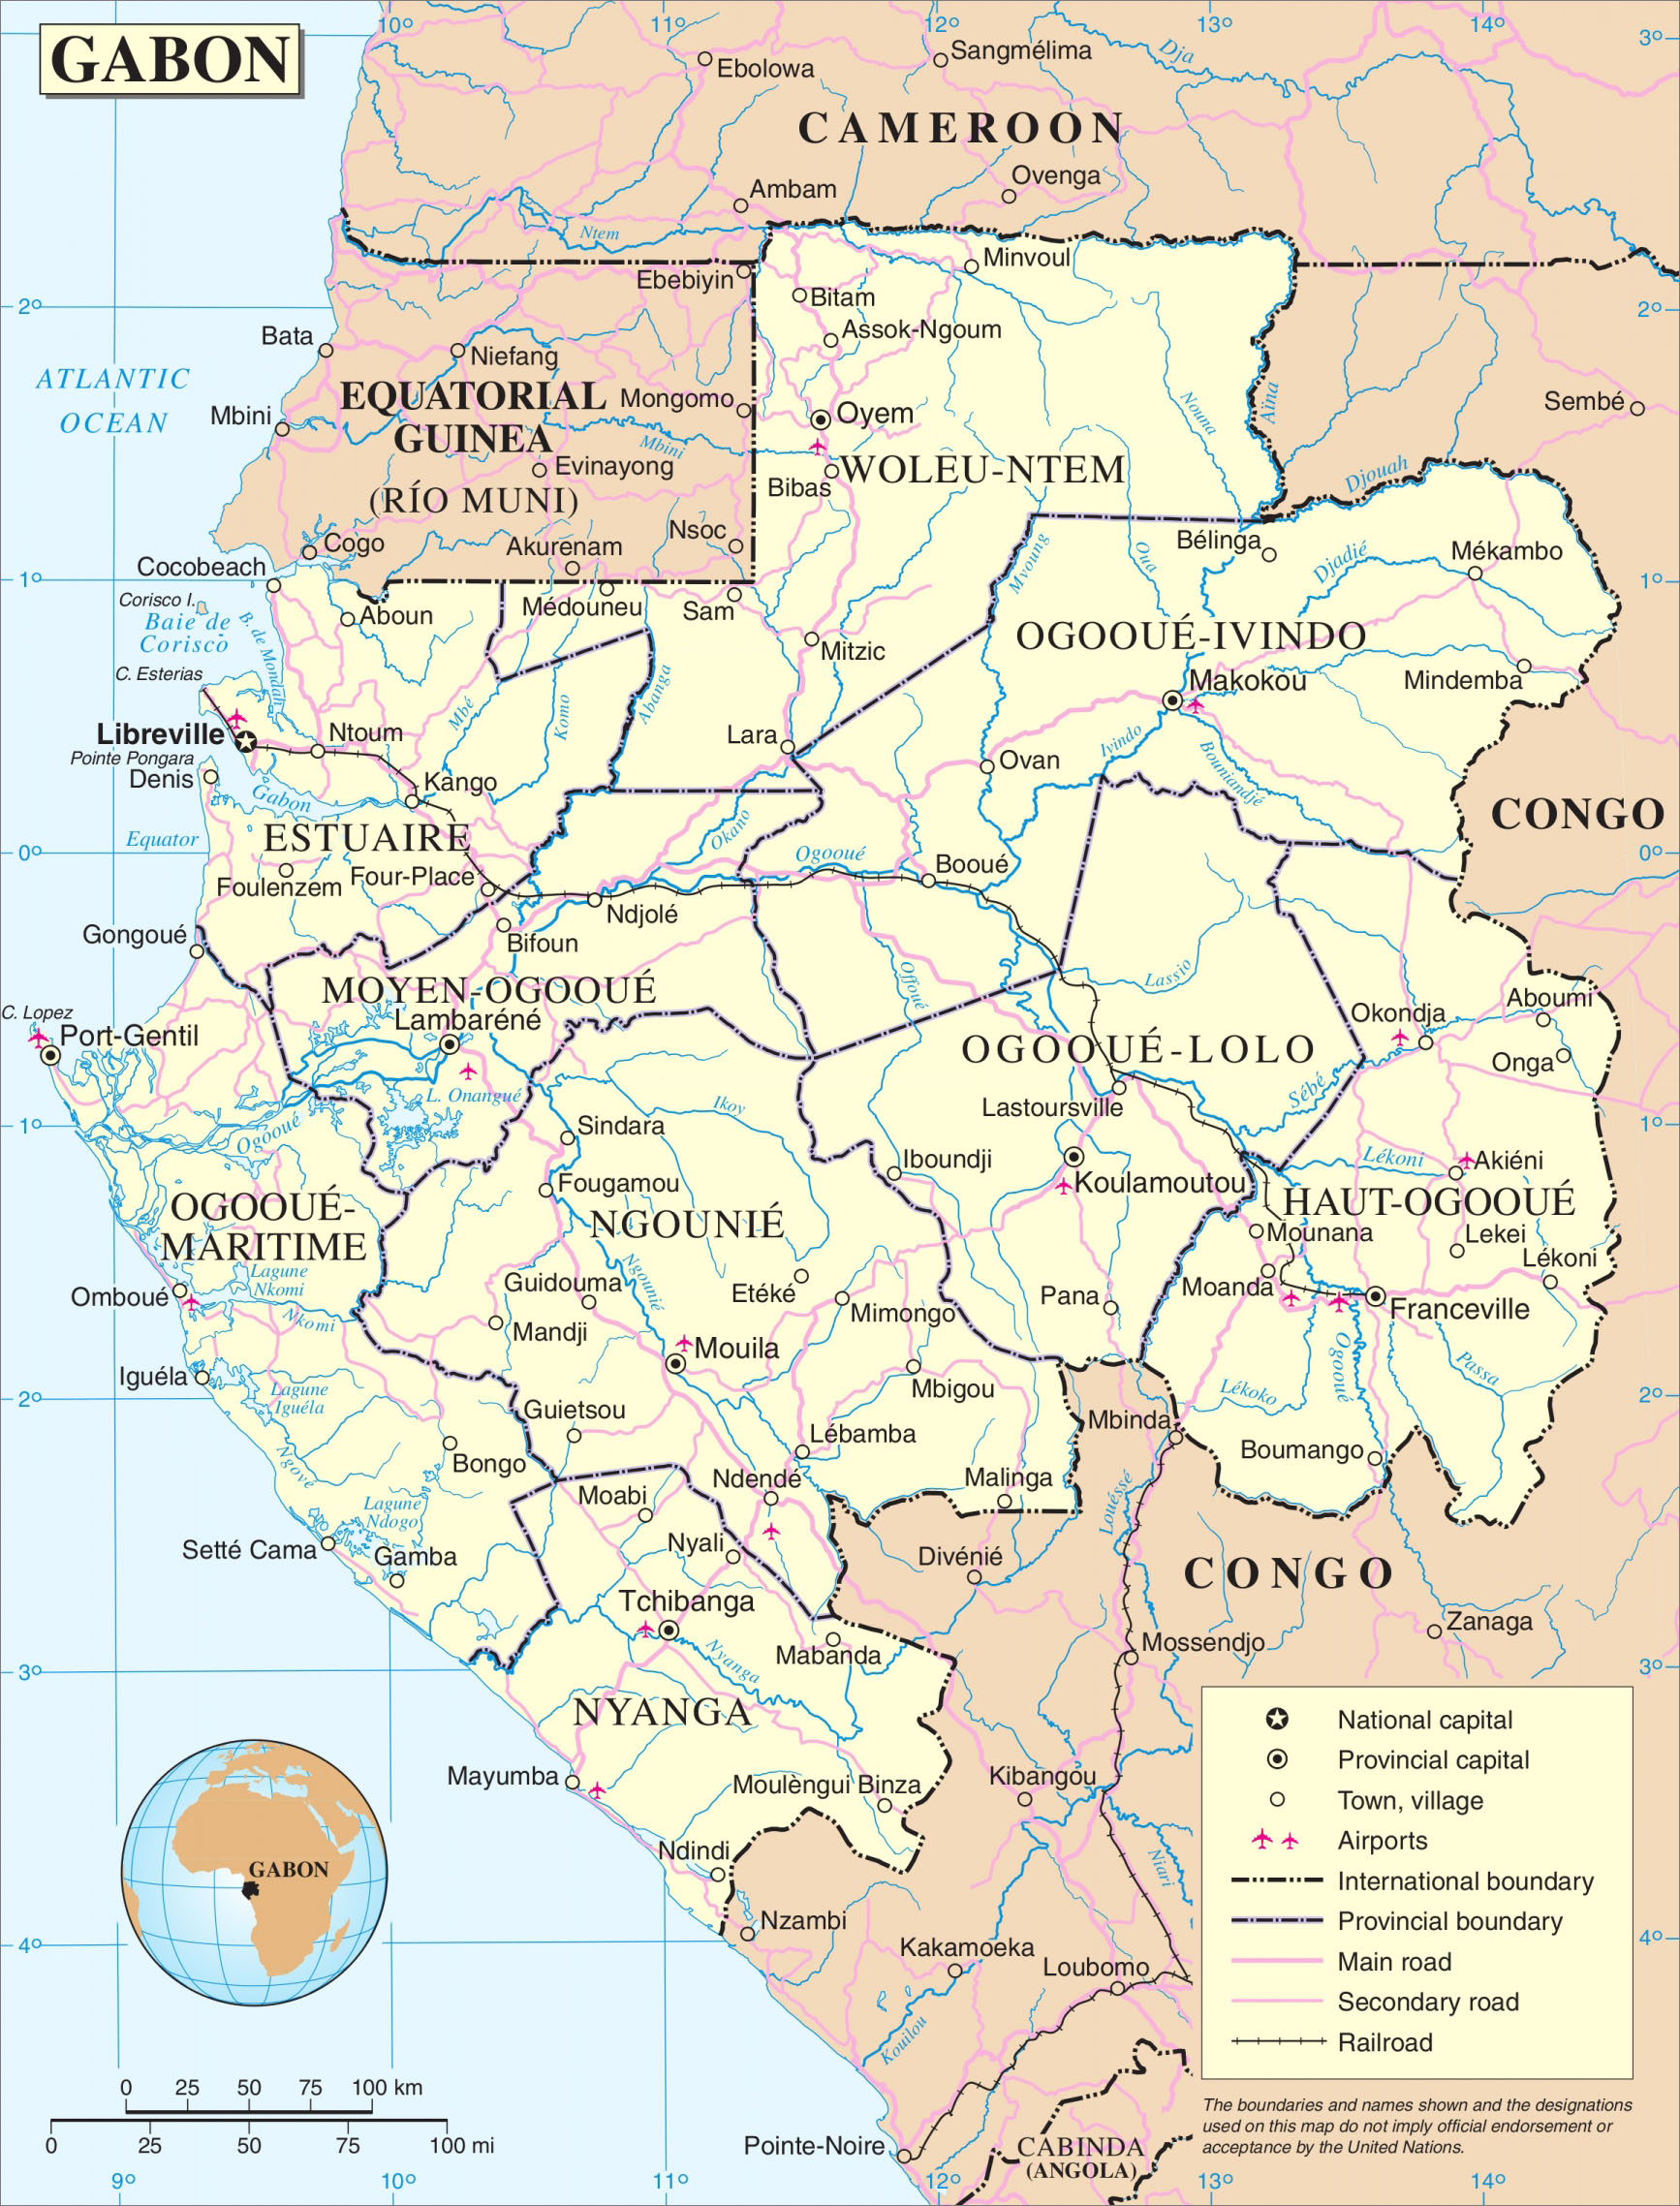 GABON
10°
11°
12°
13°
14°
3°
3°
Ebolowa
Sangmélima
Dja
CAMEROON
Ambam
Ovenga
Ntem
Ebebiyin
Minvoul
Bitam
2°
2°
Assok-Ngoum
Bata
Niefang
ATLANTIC
OCEAN
EQUATORIAL
GUINEA
(RÍO MUNI)
Mongomo
Oyem
Nouna
Aïna
Sembé
Mbini
Mbini
Evinayong
Bibas
WOLEU-NTEM
Djouah
Nsoc
Cogo
Akurenam
Mvoung
Oua
Bélinga
Djadié
Mékambo
Cocobeach
1°
1°
Corisco I.
Baie de
Corisco
B. de Mondah
Aboun
Médouneu
Sam
Mitzic
OGOOUÉ-IVINDO
C. Esterias
Mbé
Komo
Abanga
Makokou
Mindemba
Libreville
Ntoum
Lara
Ovan
Ivindo
Bouniandjé
Pointe Pongara
Denis
Kango
Gabon
CONGO
Equator
ESTUAIRE
Okano
Ogooué
Booué
0°
0°
Foulenzem
Four-Place
Ndjolé
Gongoué
Bifoun
Offoué
Lassio
MOYEN-OGOOUÉ
Lambaréné
Aboumi
C. Lopez
Port-Gentil
Okondja
OGOOUÉ-LOLO
Onga
L. Onangué
Sébé
Lastoursville
Ikoy
Ogooué
Sindara
1°
1°
Iboundji
Lékoni
Akiéni
Fougamou
Koulamoutou
OGOOUÉ-
MARITIME
NGOUNIÉ
HAUT-OGOOUÉ
Mounana
Lekei
Lékoni
Lagune
Nkomi
Omboué
Nkomi
Guidouma
Ngounié
Etéké
Mimongo
Pana
Moanda
Franceville
Mandji
Mouila
Ogooué
Passa
Iguéla
Lagune
Iguéla
Mbigou
Lékoko
2°
2°
Guietsou
Mbinda
Lébamba
Boumango
Ngove
Bongo
Ndendé
Malinga
Moabi
Louéssé
Lagune
Ndogo
Setté Cama
Gamba
Nyali
Divénié
CONGO
Tchibanga
Zanaga
Mabanda
Mossendjo
Nyanga
3°
3°
NYANGA
Mayumba
Moulèngui Binza
Kibangou
Ndindi
Niari
Nzambi
4°
4°
Kakamoeka
Loubomo
Kouilou
Pointe-Noire
CABINDA
(ANGOLA)
GABON
National capital
Provincial capital
Town, village
Airports
International boundary
Provincial boundary
Main road
Secondary road
Railroad
The boundaries and names shown and the designations
used on this map do not imply official endorsement or
acceptance by the United Nations.
0 25 50 75 100 km
0 25 50 75 100 mi
9°
10°
11°
12°
13°
14°